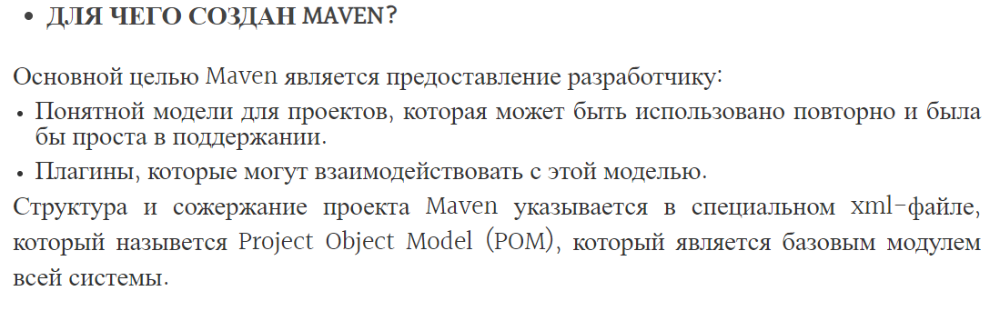 • ДЛЯ ЧЕГО СОЗДАН MAVEN?
Основной целью Maven является предоставление разработчику:
• Понятной модели для проектов, которая может быть использовано повторно и была
бы проста в поддержании.
• Плагины, которые могут взаимодействовать с этой моделью.
Структура и сожержание проекта Maven указывается в специальном xml-файле,
который назывется Project Object Model (POM), который является базовым модулем
всей системы.